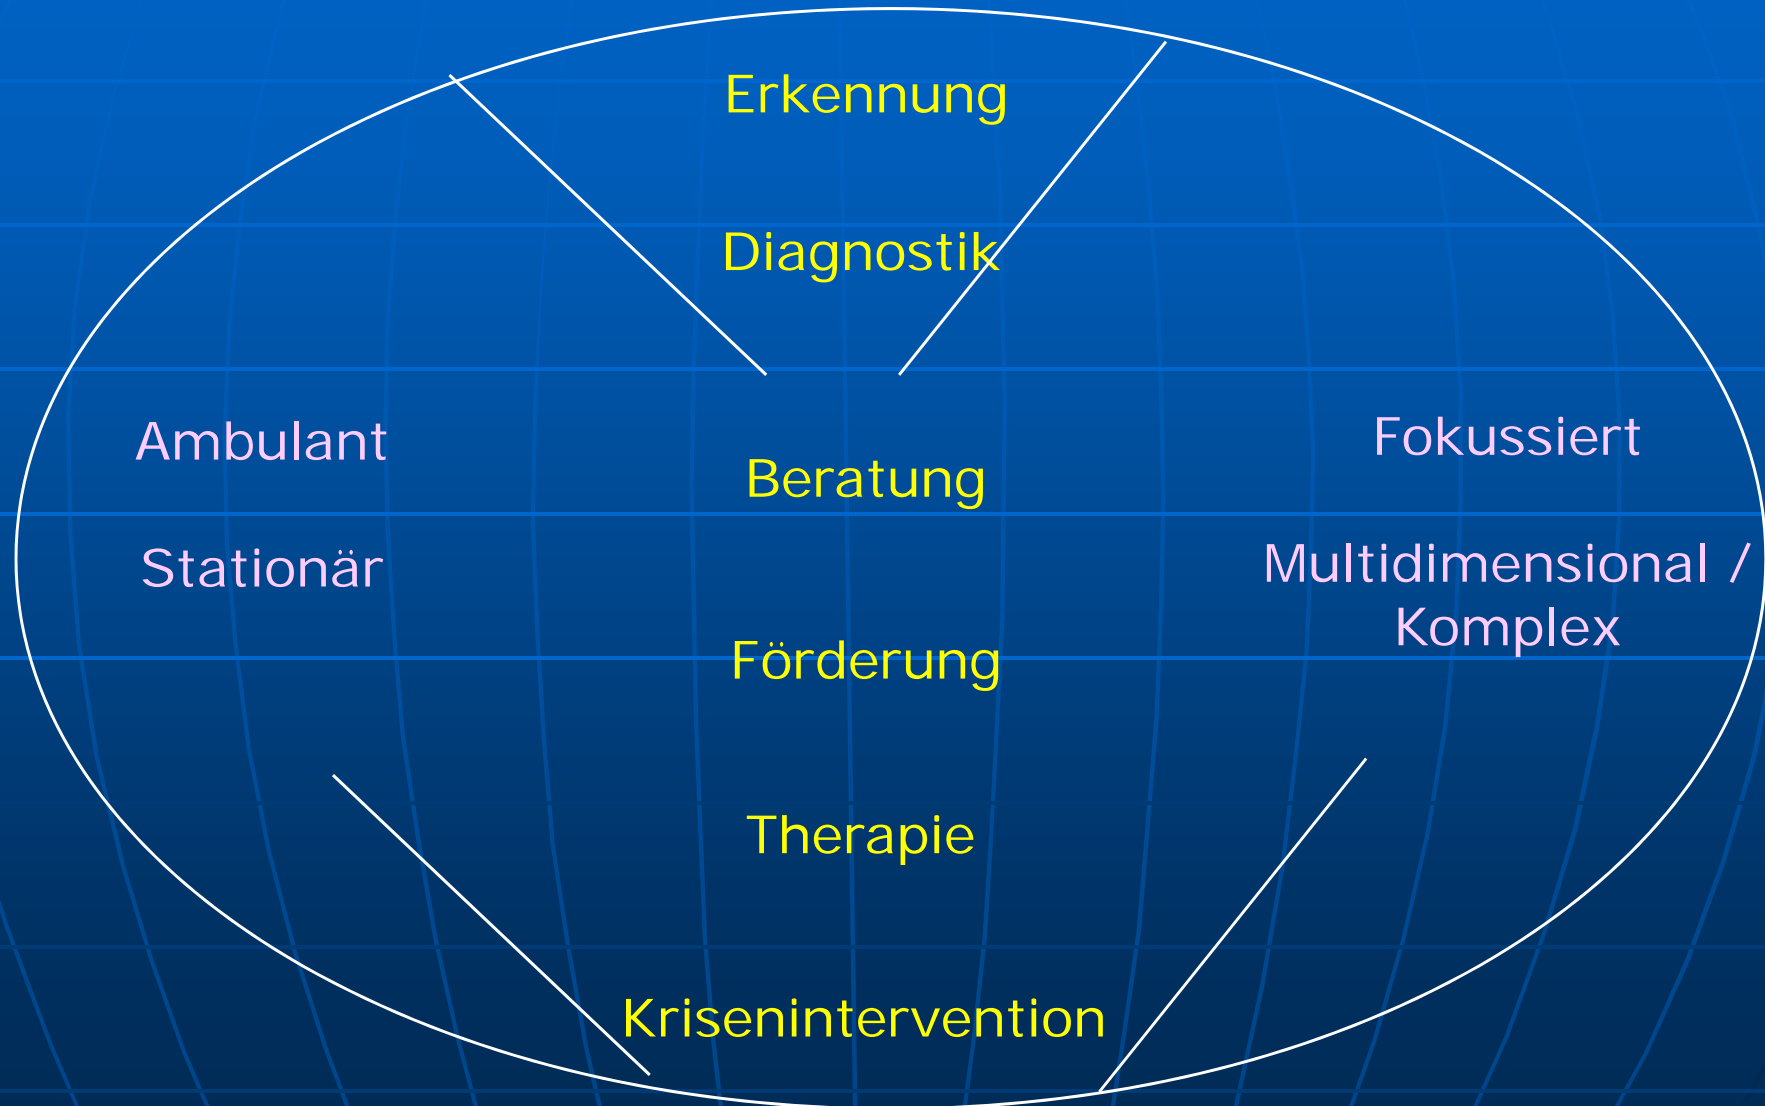 Erkennung
Diagnostik
Ambulant
Fokussiert
Beratung
Stationär
Multidimensional /
Komplex
Förderung
Therapie
Krisenintervention